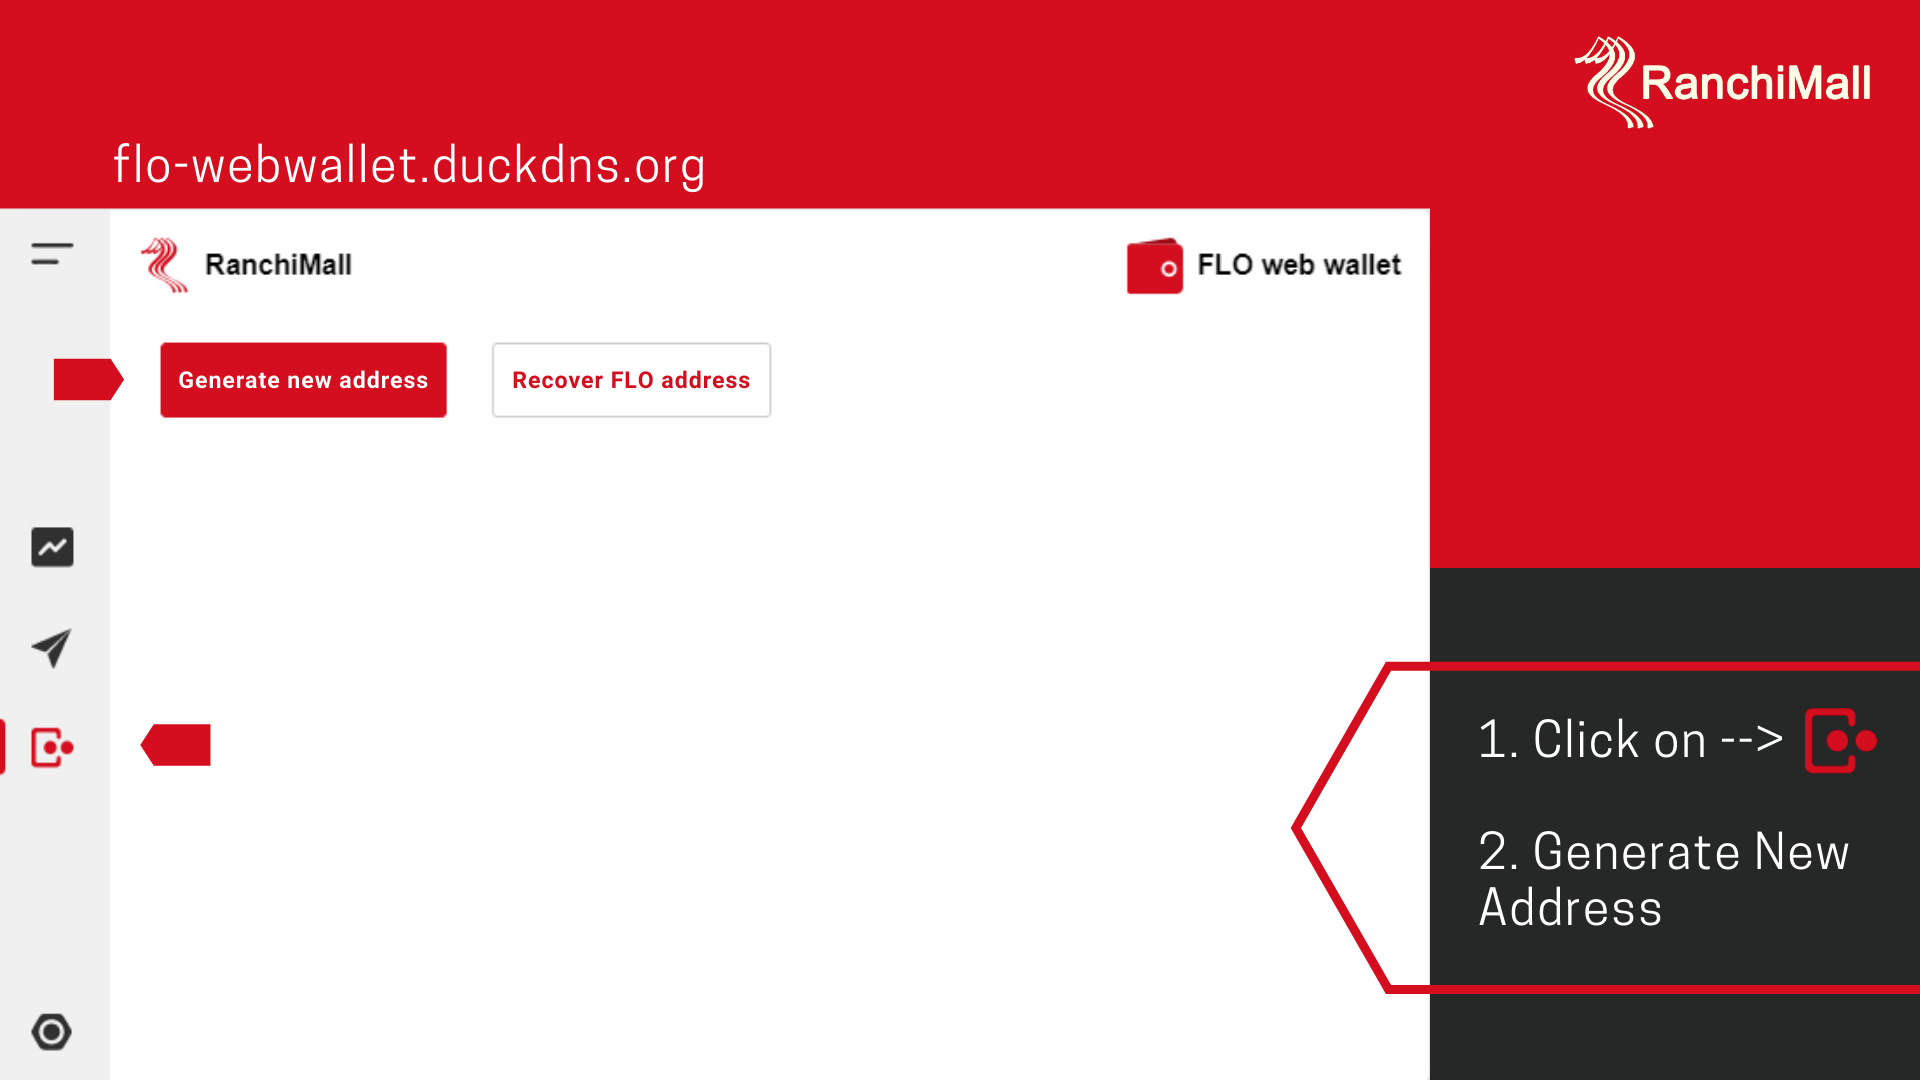 RanchiMall
flo-webwallet.duckdns.org
RanchiMall
FLO web wallet
Generate new address
Recover FLO address
1. Click on -->
2. Generate New
Address